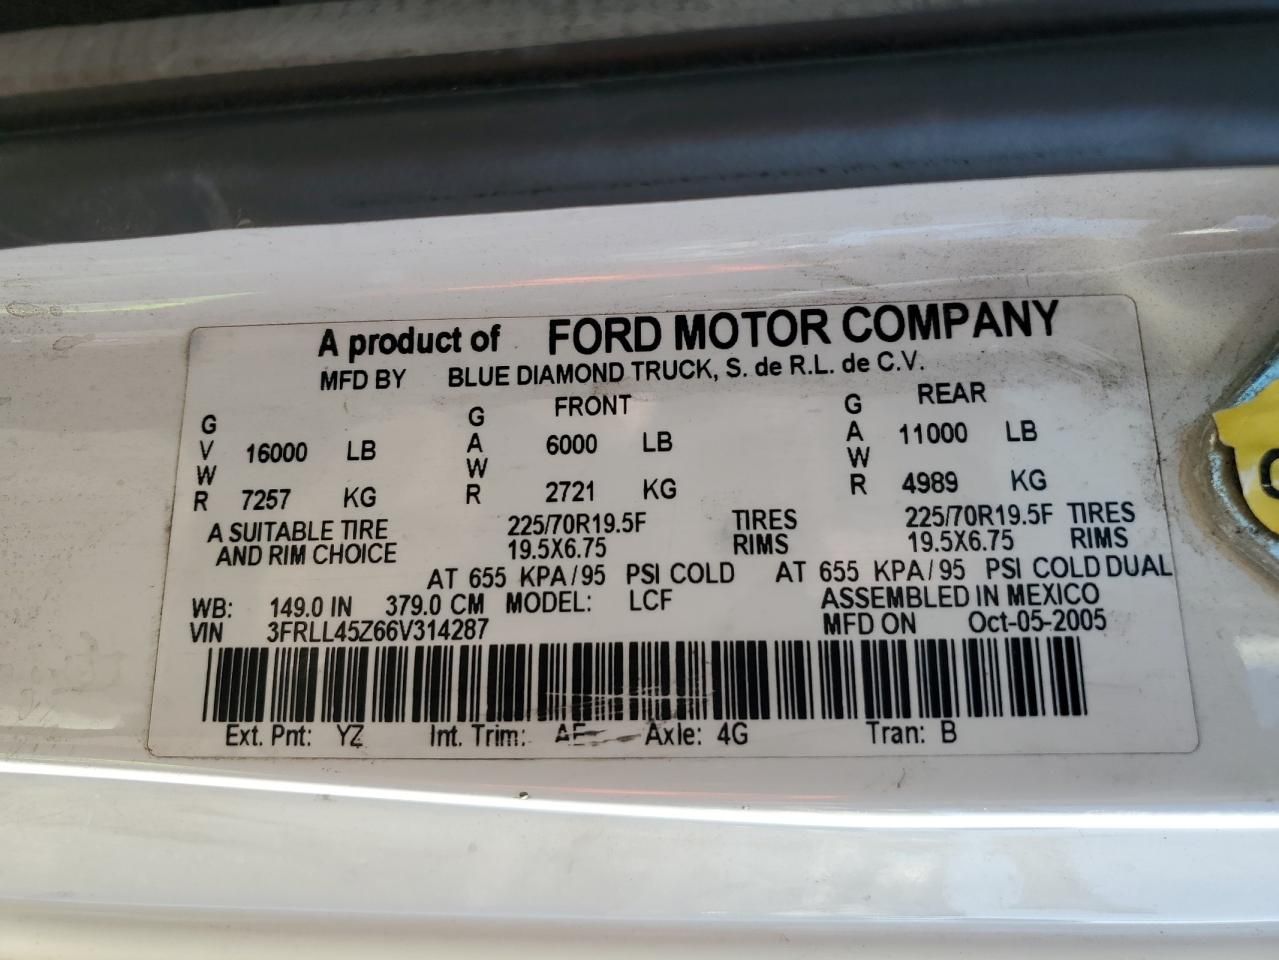 A product of FORD MOTOR COMPANY
MFD BY BLUE DIAMOND TRUCK, S. de R.L. de C.V.
GVWR 16000 LB 7257 KG
FRONT GAWR 6000 LB 2721 KG
REAR GAWR 11000 LB 4989 KG
A SUITABLE TIRE 225/70R19.5F TIRES 225/70R19.5F TIRES
AND RIM CHOICE 19.5X6.75 RIMS 19.5X6.75 RIMS
AT 655 KPA/95 PSI COLD AT 655 KPA/95 PSI COLD DUAL
WB: 149.0 IN 379.0 CM MODEL: LCF ASSEMBLED IN MEXICO
VIN 3FRLL45Z66V314287 MFD ON Oct-05-2005
Ext. Pnt: YZ Int. Trim: AE Axle: 4G Tran: B